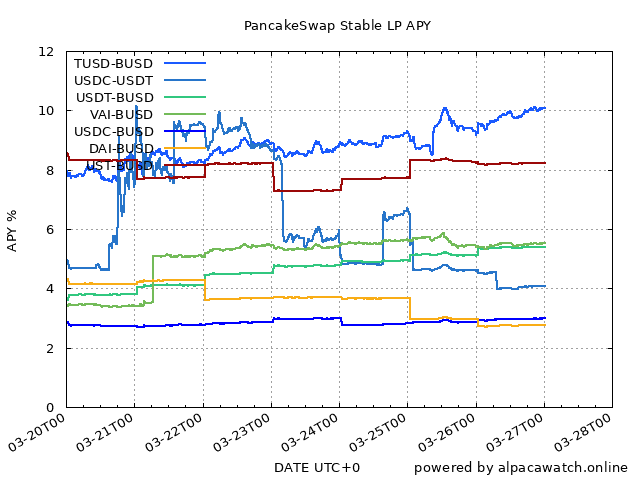 PancakeSwap Stable LP APY
12
10
8
6
4
2
0
APY %
TUSD-BUSD
USDC-USDT
USDT-BUSD
VAI-BUSD
USDC-BUSD
DAI-BUSD
UST-BUSD
03-20T00
03-21T00
03-22T00
03-23T00
03-24T00
03-25T00
03-26T00
03-27T00
03-28T00
DATE UTC+0
powered by alpacawatch.online